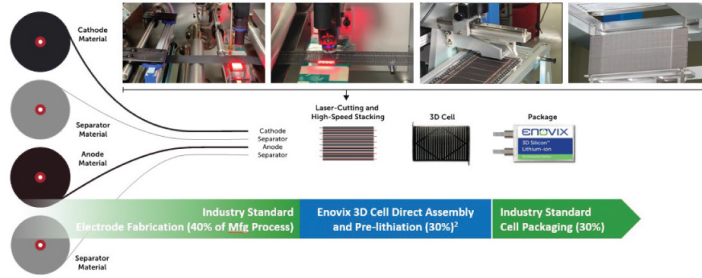 Cathode
Material
Separator
Material
Anode
Material
Separator
Material
Cathode
Separator
Anode
Separator
Laser-Cutting and
High-Speed Stacking
3D Cell
Package
ENOVIX
3D Silicon™
Lithium-ion
Industry Standard
Electrode Fabrication (40% of Mfg Process)
Enovix 3D Cell Direct Assembly
and Pre-lithiation (30%)²
Industry Standard
Cell Packaging (30%)